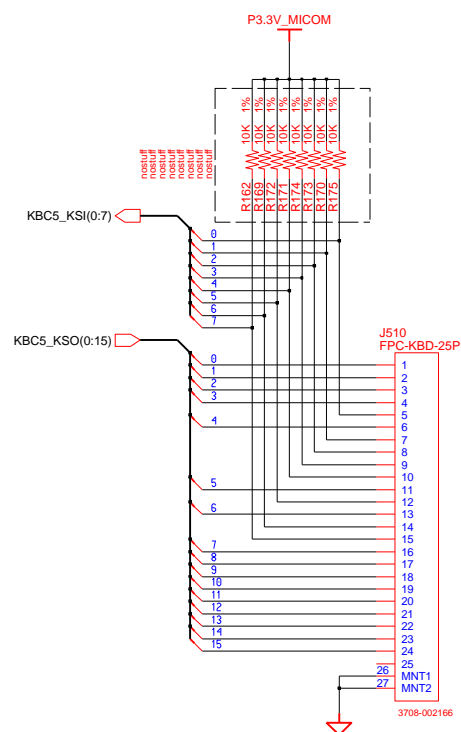 P3.3V_MICOM
10K 1%
10K 1%
10K 1%
10K 1%
10K 1%
10K 1%
10K 1%
10K 1%
nostuff
nostuff
nostuff
nostuff
nostuff
nostuff
nostuff
nostuff
R162
R169
R172
R171
R174
R173
R170
R175
KBC5_KSI(0:7)
0
1
2
3
4
5
6
7
KBC5_KSO(0:15)
J510
FPC-KBD-25P
0
1
2
3
4
5
6
7
8
9
10
11
12
13
14
15
1
2
3
4
5
6
7
8
9
10
11
12
13
14
15
16
17
18
19
20
21
22
23
24
25
26 MNT1
27 MNT2
3708-002166